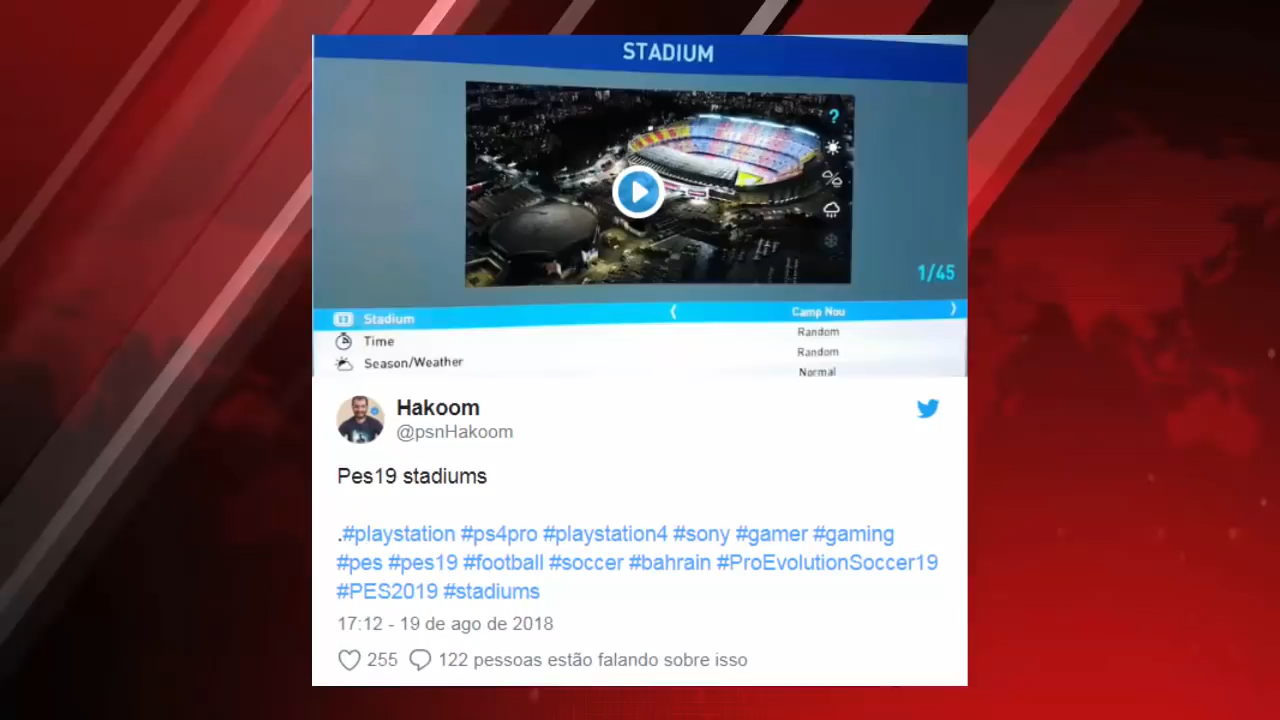 STADIUM
?
1/45
Stadium Camp Nou
Time Random
Season/Weather Random
Normal
Hakoom
@psnHakoom
Pes19 stadiums
.#playstation #ps4pro #playstation4 #sony #gamer #gaming
#pes #pes19 #football #soccer #bahrain #ProEvolutionSoccer19
#PES2019 #stadiums
17:12 - 19 de ago de 2018
255 122 pessoas estão falando sobre isso